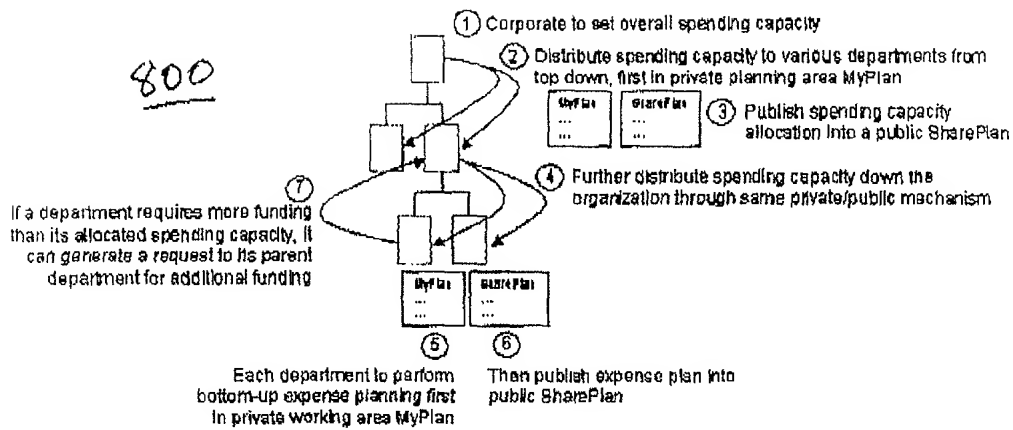 800
① Corporate to set overall spending capacity
② Distribute spending capacity to various departments from
top down, first in private planning area MyPlan
MyPlan
...
...
SharePlan
...
...
③ Publish spending capacity
allocation into a public SharePlan
④ Further distribute spending capacity down the
organization through same private/public mechanism
⑦
If a department requires more funding
than its allocated spending capacity, it
can generate a request to its parent
department for additional funding
MyPlan
...
...
SharePlan
...
...
⑤
Each department to perform
bottom-up expense planning first
in private working area MyPlan
⑥
Then publish expense plan into
public SharePlan